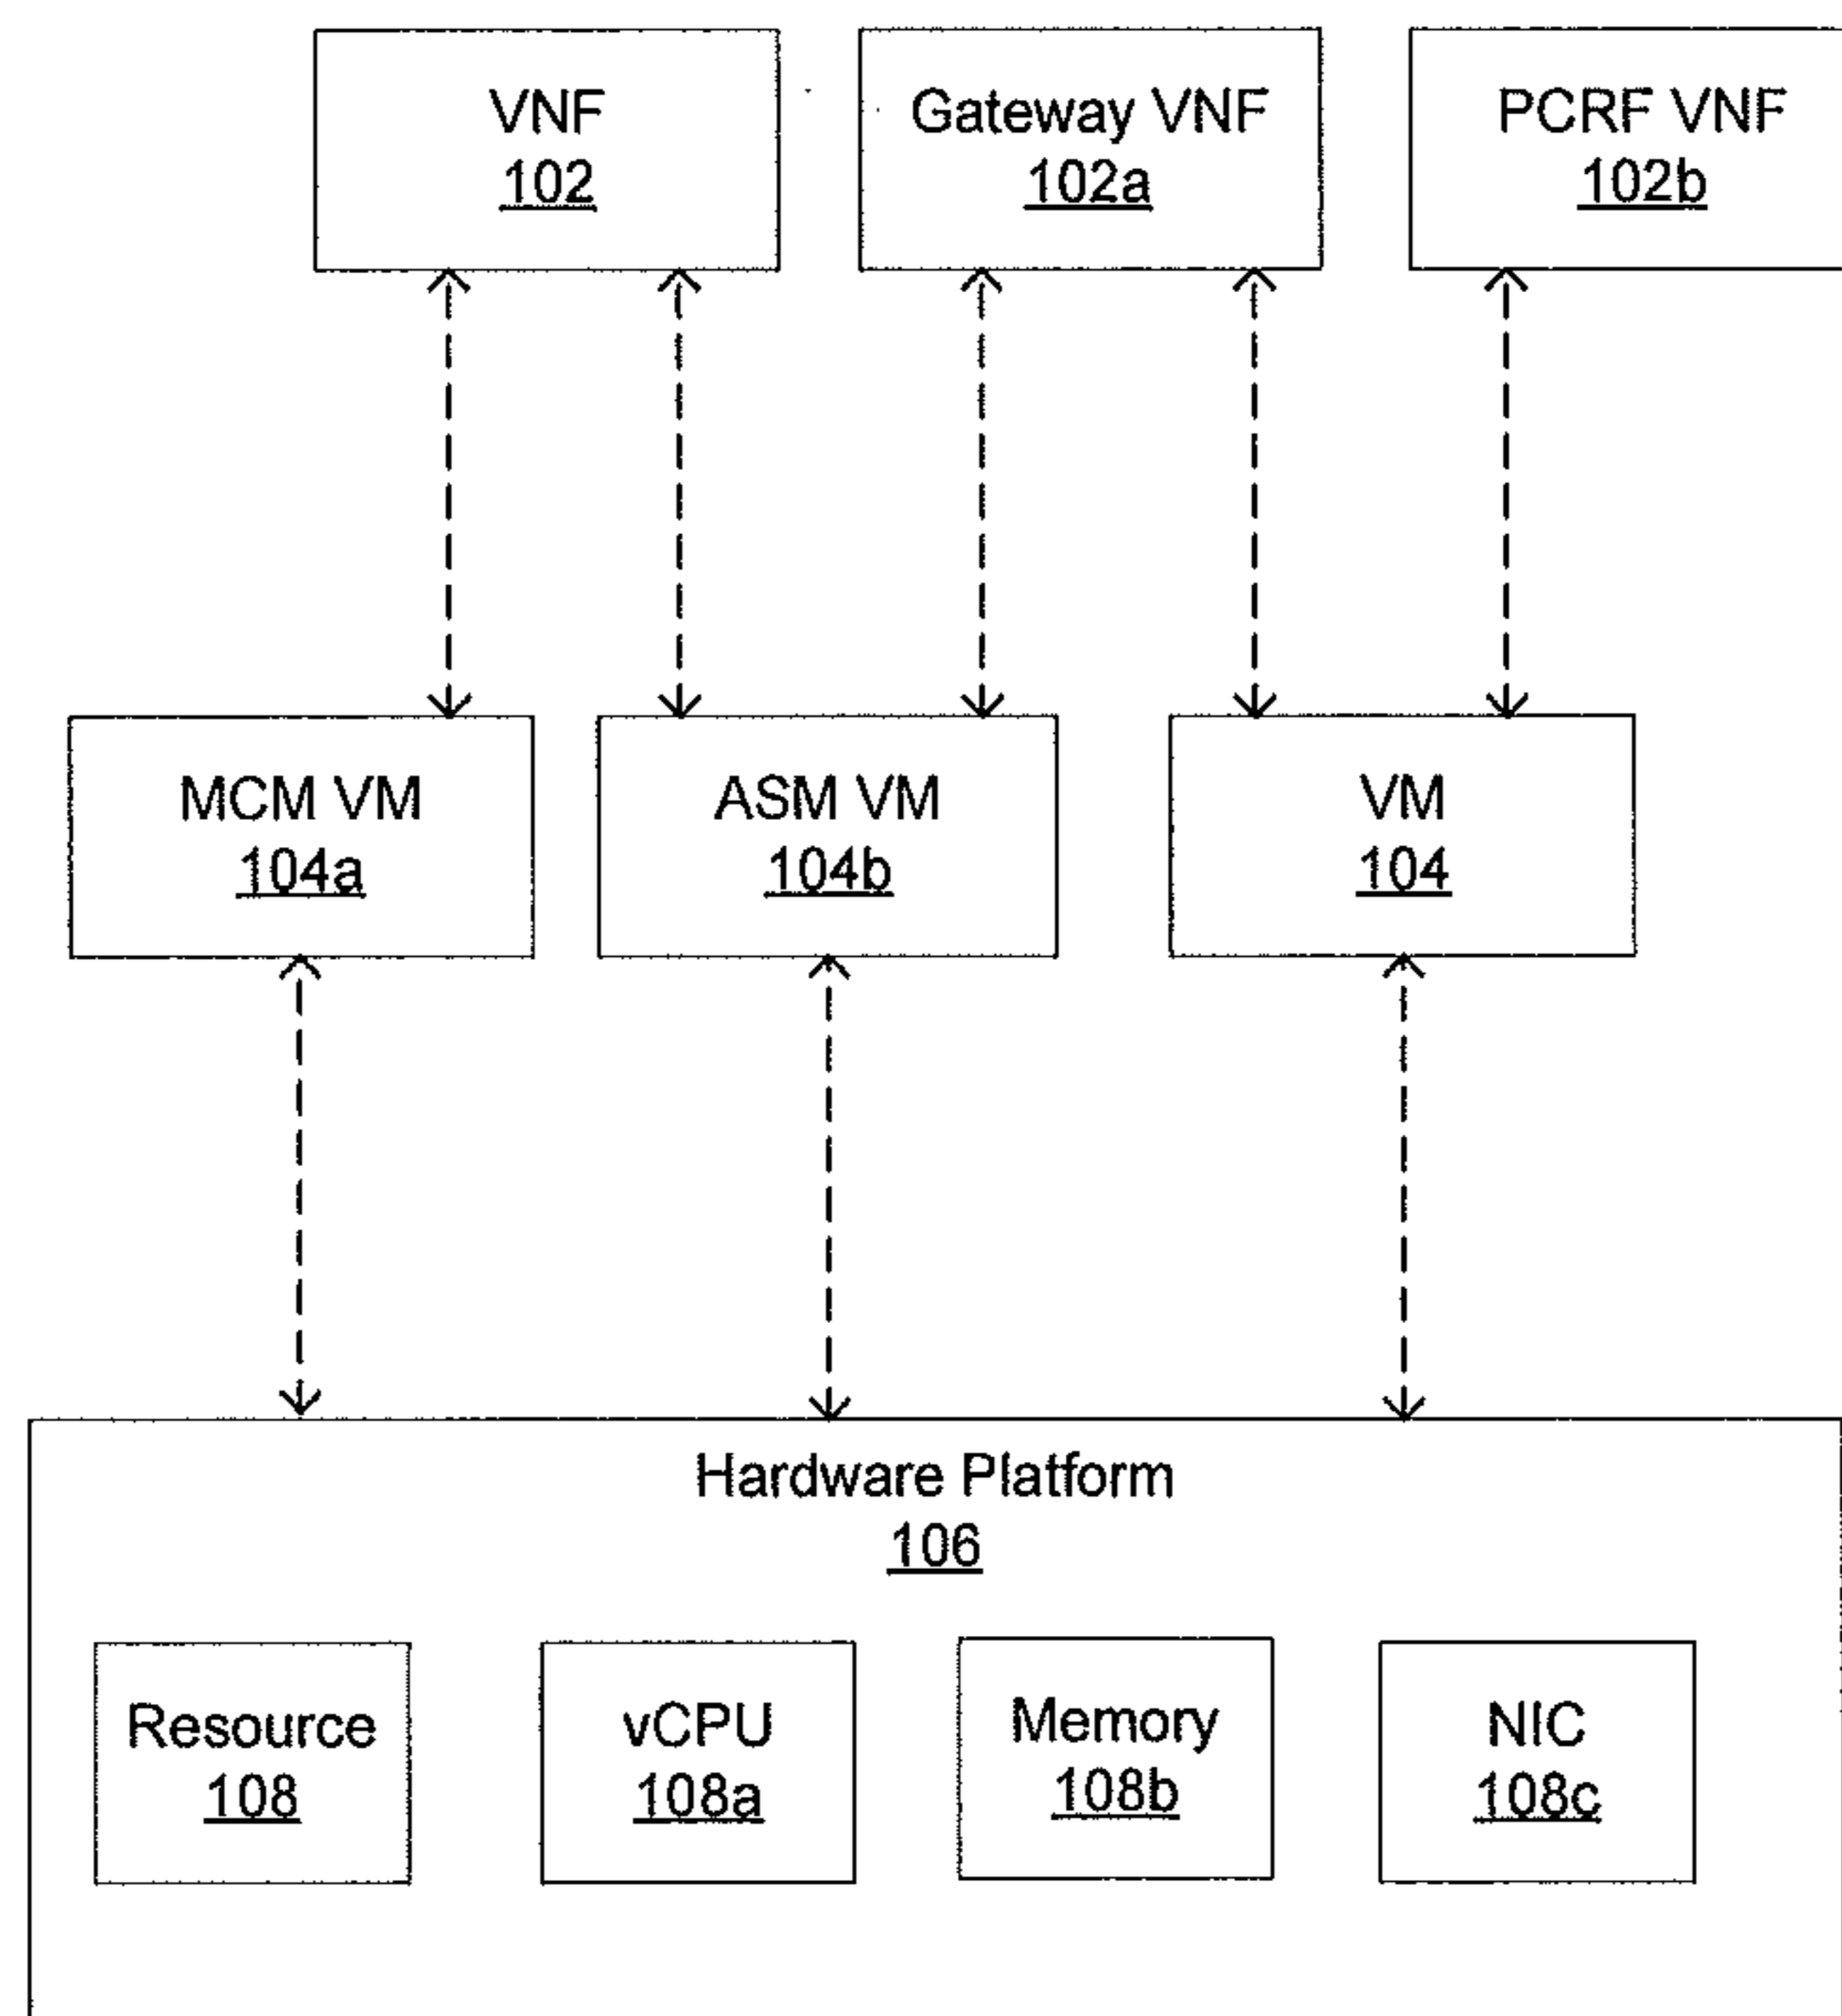 VNF
102
Gateway VNF
102a
PCRF VNF
102b
MCM VM
104a
ASM VM
104b
VM
104
Hardware Platform
106
Resource
108
vCPU
108a
Memory
108b
NIC
108c